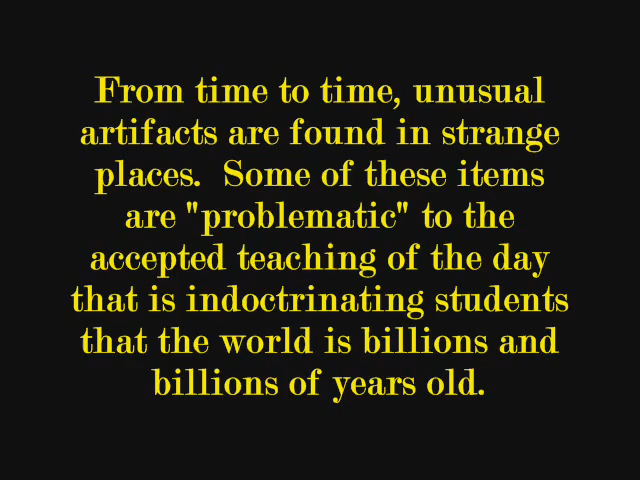 From time to time, unusual
artifacts are found in strange
places.  Some of these items
are "problematic" to the
accepted teaching of the day
that is indoctrinating students
that the world is billions and
billions of years old.